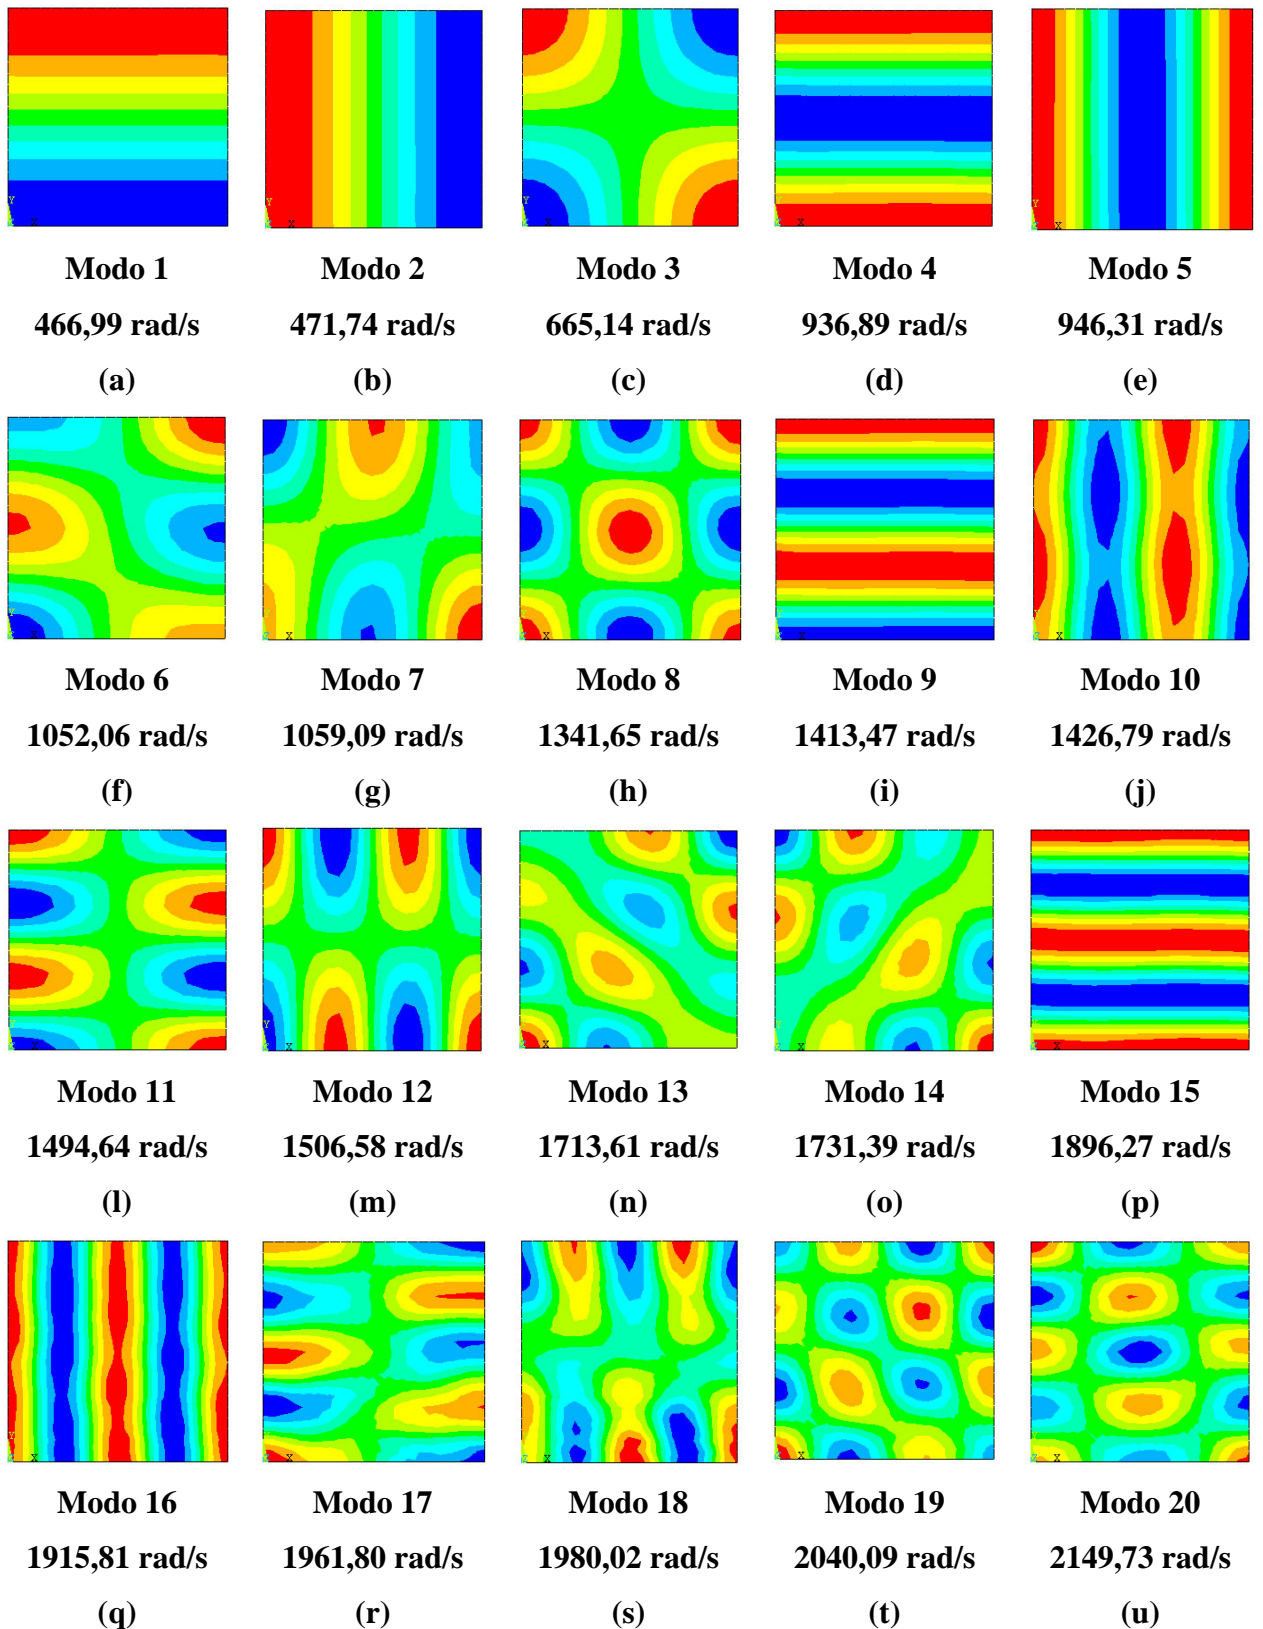 Modo 1 Modo 2 Modo 3 Modo 4 Modo 5
466,99 rad/s 471,74 rad/s 665,14 rad/s 936,89 rad/s 946,31 rad/s
(a) (b) (c) (d) (e)
Modo 6 Modo 7 Modo 8 Modo 9 Modo 10
1052,06 rad/s 1059,09 rad/s 1341,65 rad/s 1413,47 rad/s 1426,79 rad/s
(f) (g) (h) (i) (j)
Modo 11 Modo 12 Modo 13 Modo 14 Modo 15
1494,64 rad/s 1506,58 rad/s 1713,61 rad/s 1731,39 rad/s 1896,27 rad/s
(l) (m) (n) (o) (p)
Modo 16 Modo 17 Modo 18 Modo 19 Modo 20
1915,81 rad/s 1961,80 rad/s 1980,02 rad/s 2040,09 rad/s 2149,73 rad/s
(q) (r) (s) (t) (u)